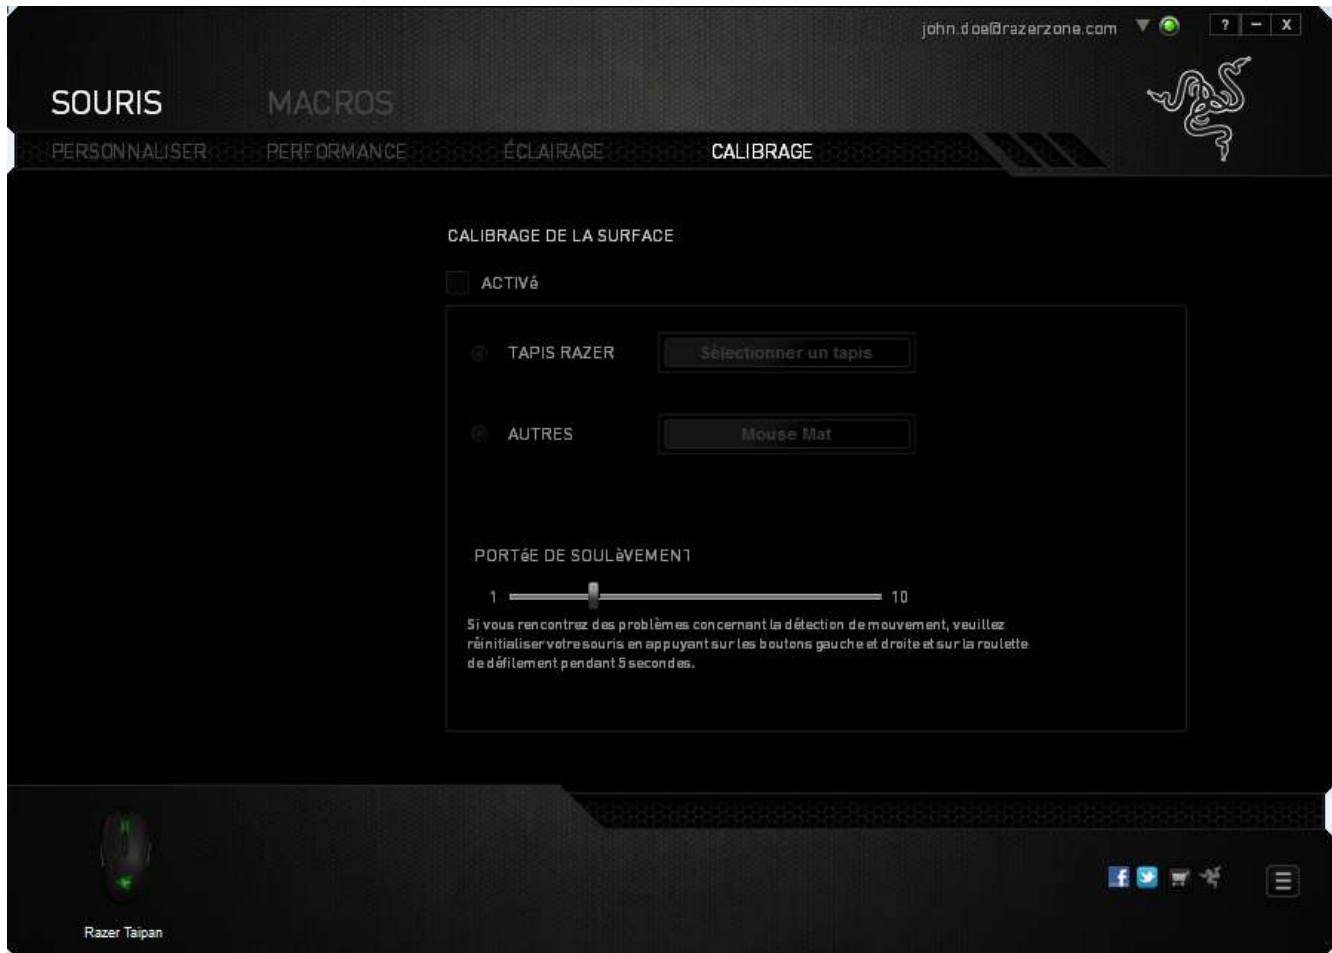 john.doe@razerzone.com
? – X
SOURIS MACROS
PERSONNALISER PERFORMANCE ÉCLAIRAGE CALIBRAGE
CALIBRAGE DE LA SURFACE
ACTIVé
TAPIS RAZER Sèlectionner un tapis
AUTRES Mouse Mat
PORTéE DE SOULèVEMENT
1 10
Si vous rencontrez des problèmes concernant la détection de mouvement, veuillez
réinitialiser votre souris en appuyant sur les boutons gauche et droite et sur la roulette
de défilement pendant 5 secondes.
Razer Taipan